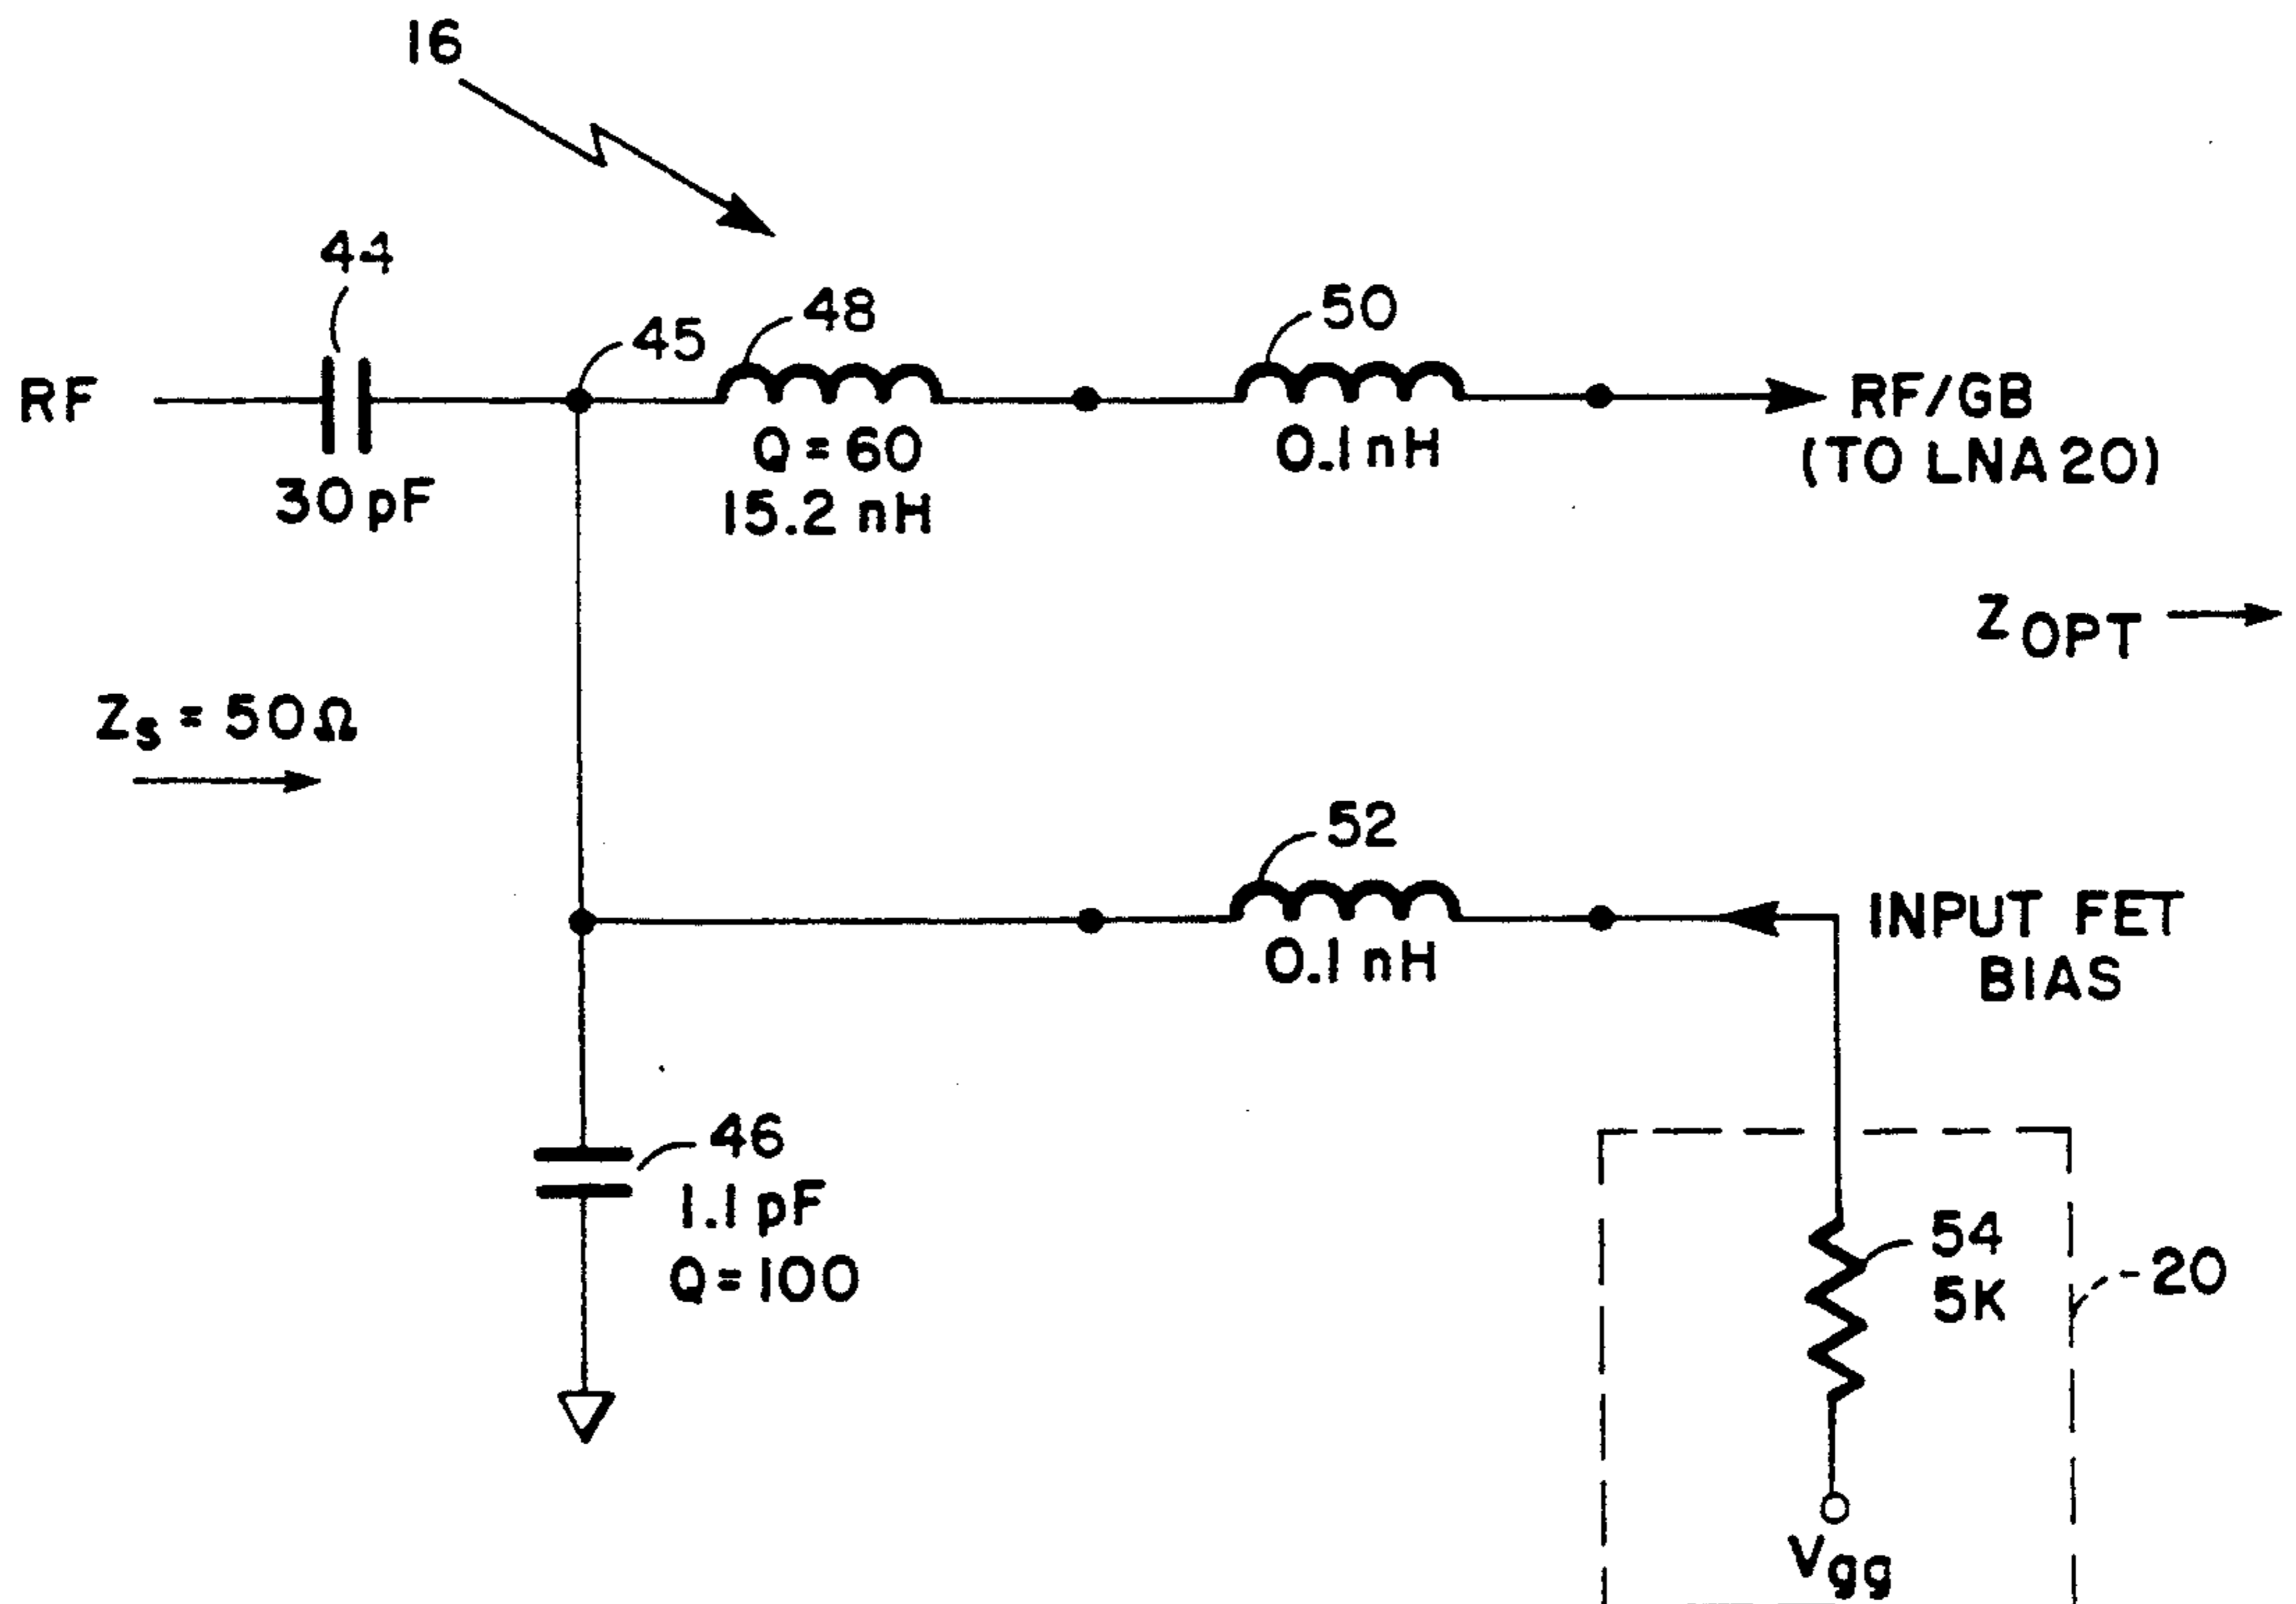 16
44
45
48
50
RF
RF/GB
(TO LNA 20)
30 pF
Q = 60
15.2 nH
0.1 nH
ZOPT
Zs = 50Ω
52
INPUT FET
BIAS
0.1 nH
46
1.1 pF
Q = 100
54
5K
20
Vgg